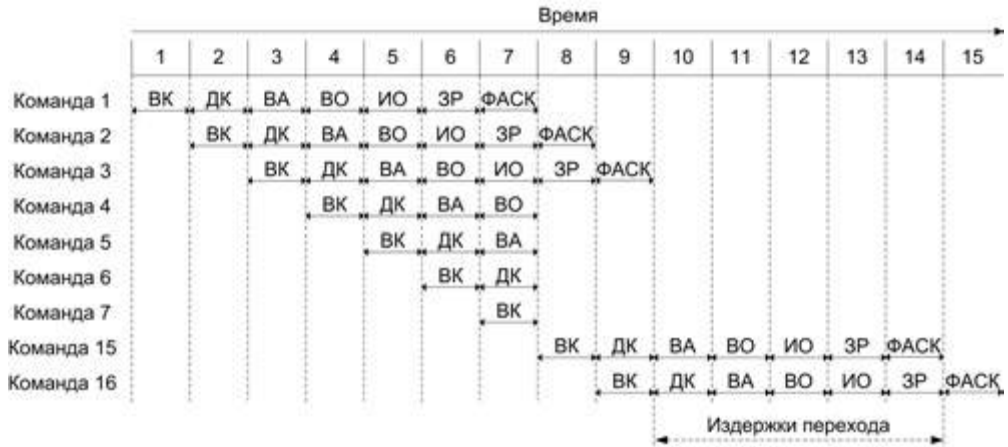 Время
1 2 3 4 5 6 7 8 9 10 11 12 13 14 15
Команда 1 ВК ДК ВА ВО ИО ЗР ФАСК
Команда 2 ВК ДК ВА ВО ИО ЗР ФАСК
Команда 3 ВК ДК ВА ВО ИО ЗР ФАСК
Команда 4 ВК ДК ВА ВО
Команда 5 ВК ДК ВА
Команда 6 ВК ДК
Команда 7 ВК
Команда 15 ВК ДК ВА ВО ИО ЗР ФАСК
Команда 16 ВК ДК ВА ВО ИО ЗР ФАСК
Издержки перехода